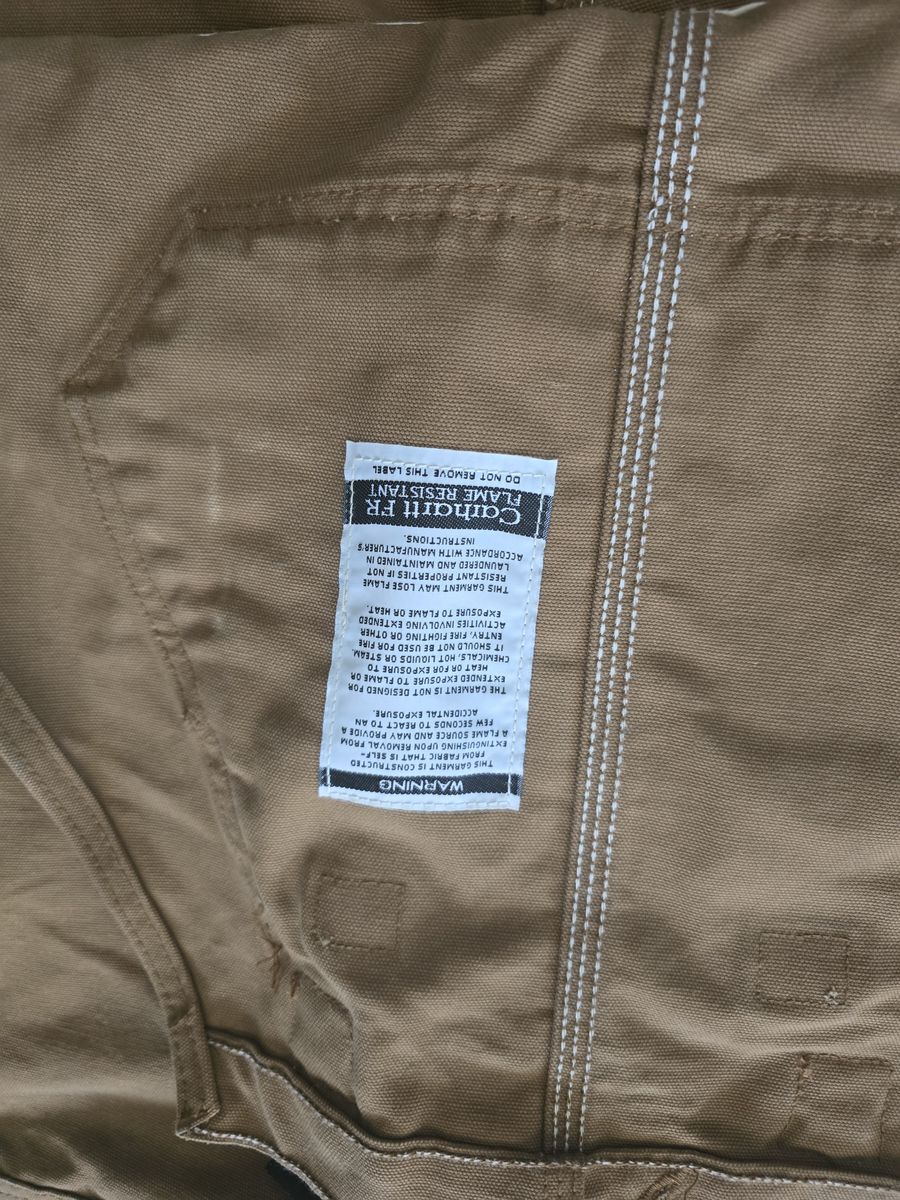 WARNING
THIS GARMENT IS CONSTRUCTED
FROM FABRIC THAT IS SELF-
EXTINGUISHING UPON REMOVAL FROM
A FLAME SOURCE AND MAY PROVIDE A
FEW SECONDS TO REACT TO AN
ACCIDENTAL EXPOSURE.
THE GARMENT IS NOT DESIGNED FOR
EXTENDED EXPOSURE TO FLAME OR
HEAT OR FOR EXPOSURE TO
CHEMICALS, HOT LIQUIDS OR STEAM.
IT SHOULD NOT BE USED FOR FIRE
ENTRY, FIRE FIGHTING OR OTHER
ACTIVITIES INVOLVING EXTENDED
EXPOSURE TO FLAME OR HEAT.
THIS GARMENT MAY LOSE FLAME
RESISTANT PROPERTIES IF NOT
LAUNDERED AND MAINTAINED IN
ACCORDANCE WITH MANUFACTURER'S
INSTRUCTIONS.
Carhartt FR
FLAME RESISTANT
DO NOT REMOVE THIS LABEL